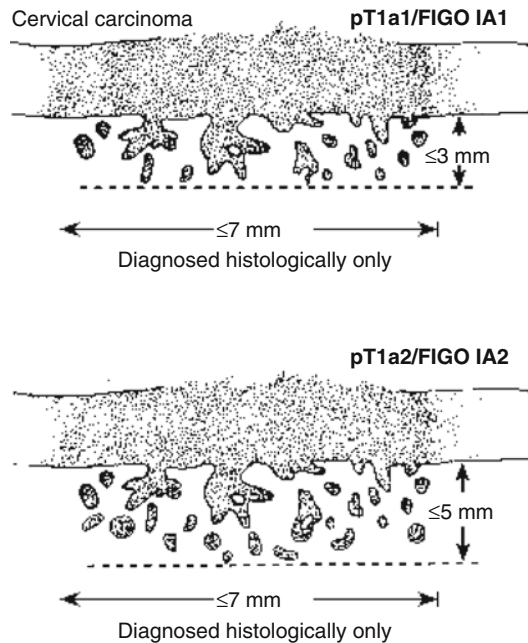 Cervical carcinoma
pT1a1/FIGO IA1
≤3 mm
≤7 mm
Diagnosed histologically only
pT1a2/FIGO IA2
≤5 mm
≤7 mm
Diagnosed histologically only